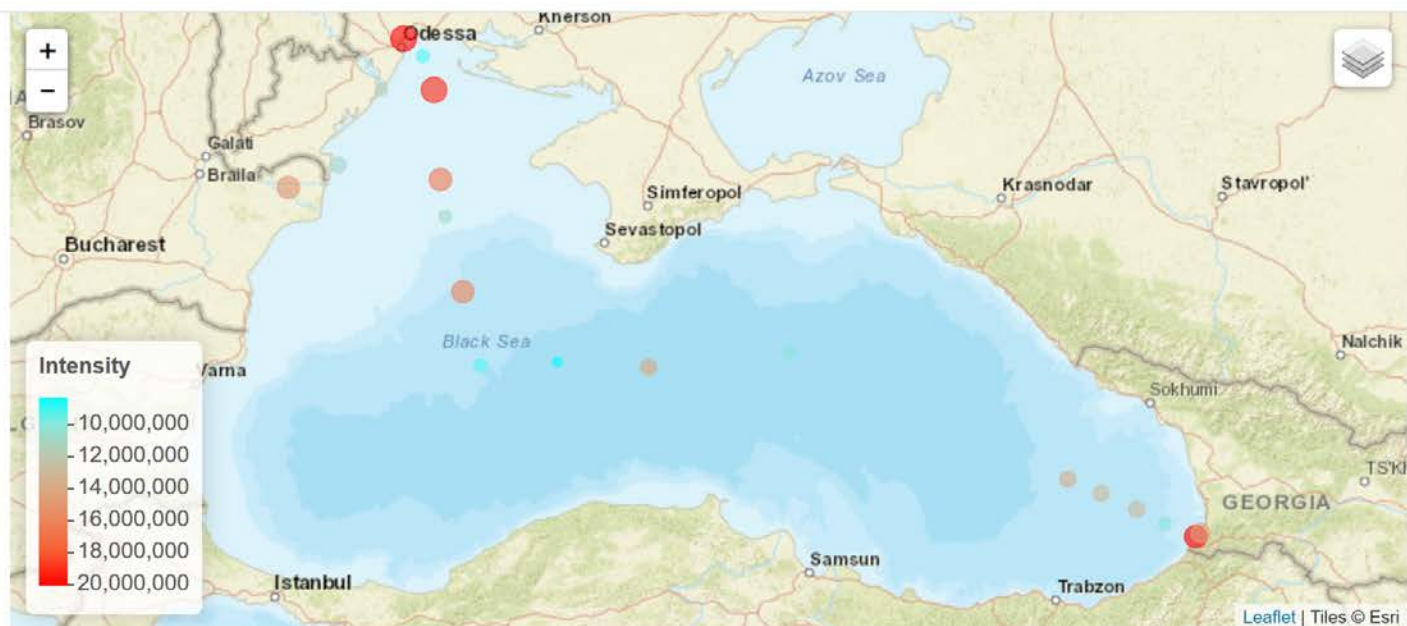 +
−
Odessa
Kherson
Azov Sea
Brasov
Galati
Braila
Simferopol
Krasnodar
Stavropol'
Sevastopol
Bucharest
Black Sea
Nalchik
Intensity
Varna
10,000,000
12,000,000
14,000,000
16,000,000
18,000,000
20,000,000
Sokhumi
TS'Kh
GEORGIA
Samsun
Istanbul
Trabzon
Leaflet | Tiles © Esri